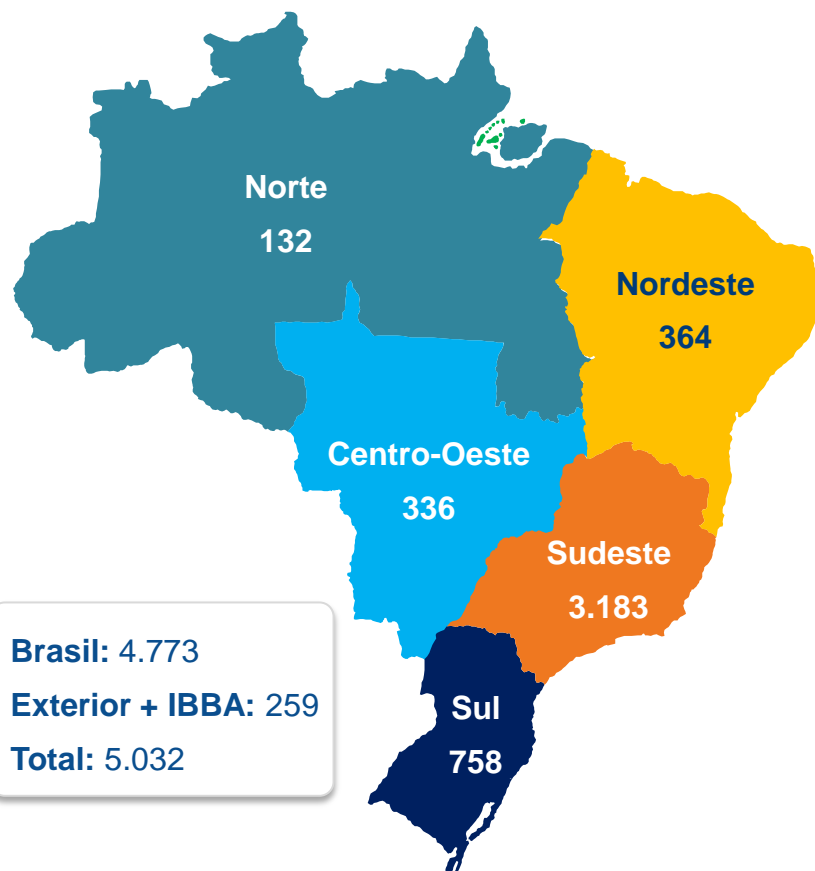 Norte
132
Nordeste
364
Centro-Oeste
336
Sudeste
3.183
Sul
758
Brasil: 4.773
Exterior + IBBA: 259
Total: 5.032